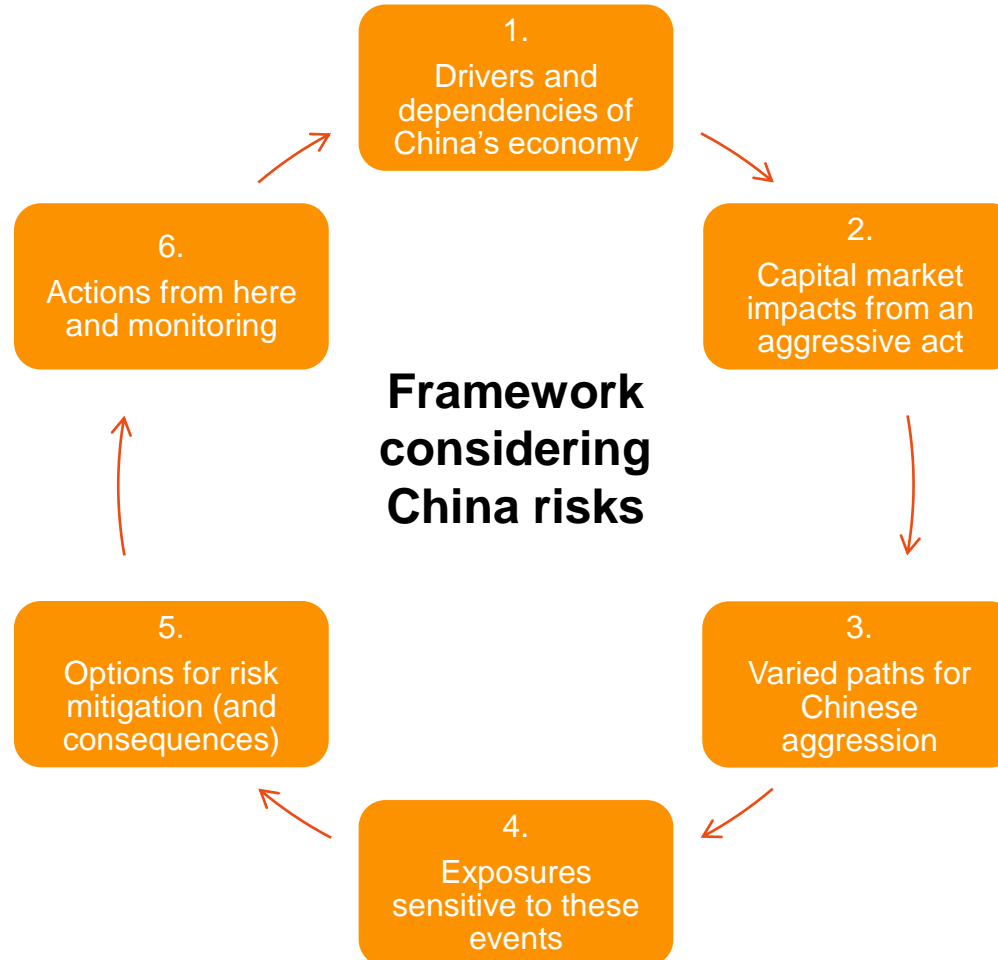 1.
Drivers and
dependencies of
China’s economy
2.
Capital market
impacts from an
aggressive act
3.
Varied paths for
Chinese
aggression
4.
Exposures
sensitive to these
events
5.
Options for risk
mitigation (and
consequences)
6.
Actions from here
and monitoring
Framework
considering
China risks